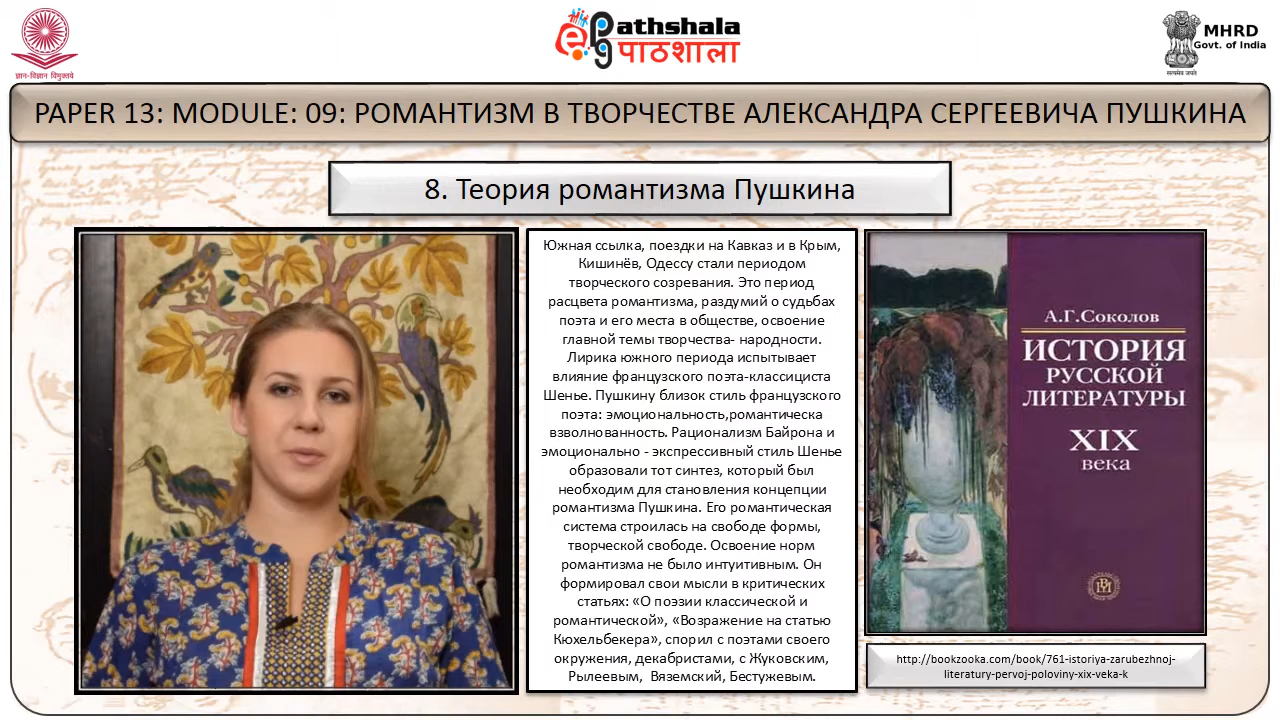 ज्ञान-विज्ञान विमुक्तये
ePathshala
पाठशाला
MHRD
Govt. of India
सत्यमेव जयते
PAPER 13: MODULE: 09: РОМАНТИЗМ В ТВОРЧЕСТВЕ АЛЕКСАНДРА СЕРГЕЕВИЧА ПУШКИНА
8. Теория романтизма Пушкина
Южная ссылка, поездки на Кавказ и в Крым,
Кишинёв, Одессу стали периодом
творческого созревания. Это период
расцвета романтизма, раздумий о судьбах
поэта и его места в обществе, освоение
главной темы творчества- народности.
Лирика южного периода испытывает
влияние французского поэта-классициста
Шенье. Пушкину близок стиль французского
поэта: эмоциональность,романтическа
взволнованность. Рационализм Байрона и
эмоционально - экспрессивный стиль Шенье
образовали тот синтез, который был
необходим для становления концепции
романтизма Пушкина. Его романтическая
система строилась на свободе формы,
творческой свободе. Освоение норм
романтизма не было интуитивным. Он
формировал свои мысли в критических
статьях: «О поэзии классической и
романтической», «Возражение на статью
Кюхельбекера», спорил с поэтами своего
окружения, декабристами, с Жуковским,
Рылеевым, Вяземский, Бестужевым.
А.Г.Соколов
ИСТОРИЯ
РУССКОЙ
ЛИТЕРАТУРЫ
XIX
века
http://bookzooka.com/book/761-istoriya-zarubezhnoj-
literatury-pervoj-poloviny-xix-veka-k